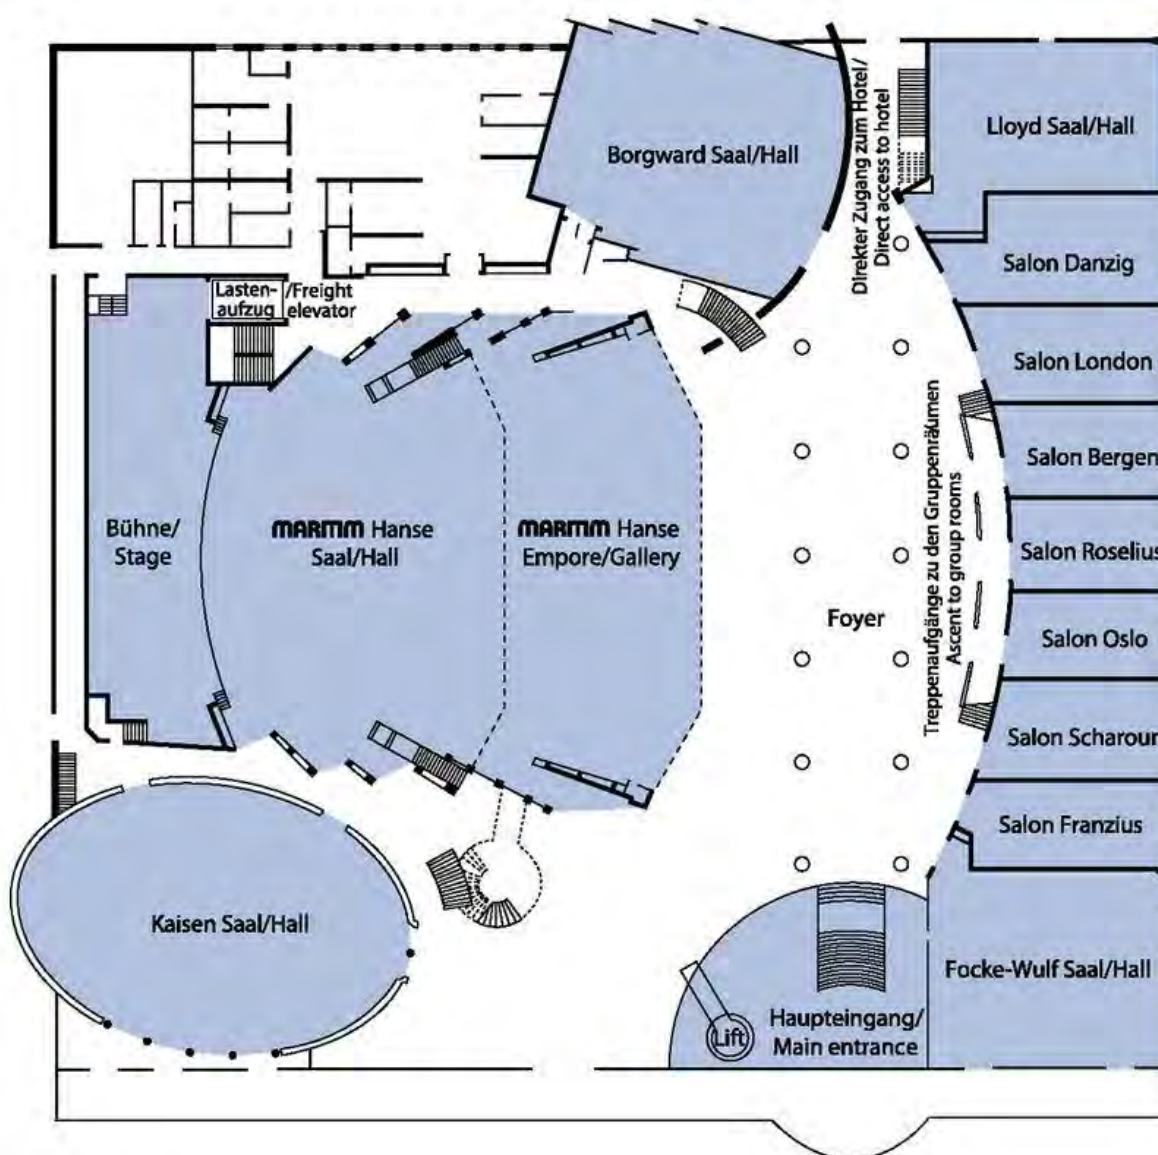 Borgward Saal/Hall
Direkter Zugang zum Hotel/
Direct access to hotel
Lloyd Saal/Hall
Salon Danzig
Lasten-
aufzug
/Freight
elevator
Salon London
Salon Bergen
Bühne/
Stage
MARITIM Hanse
Saal/Hall
MARITIM Hanse
Empore/Gallery
Treppenaufgänge zu den Gruppenräumen
Ascent to group rooms
Salon Roselius
Foyer
Salon Oslo
Salon Scharoun
Salon Franzius
Kaisen Saal/Hall
Focke-Wulf Saal/Hall
Lift
Haupteingang/
Main entrance